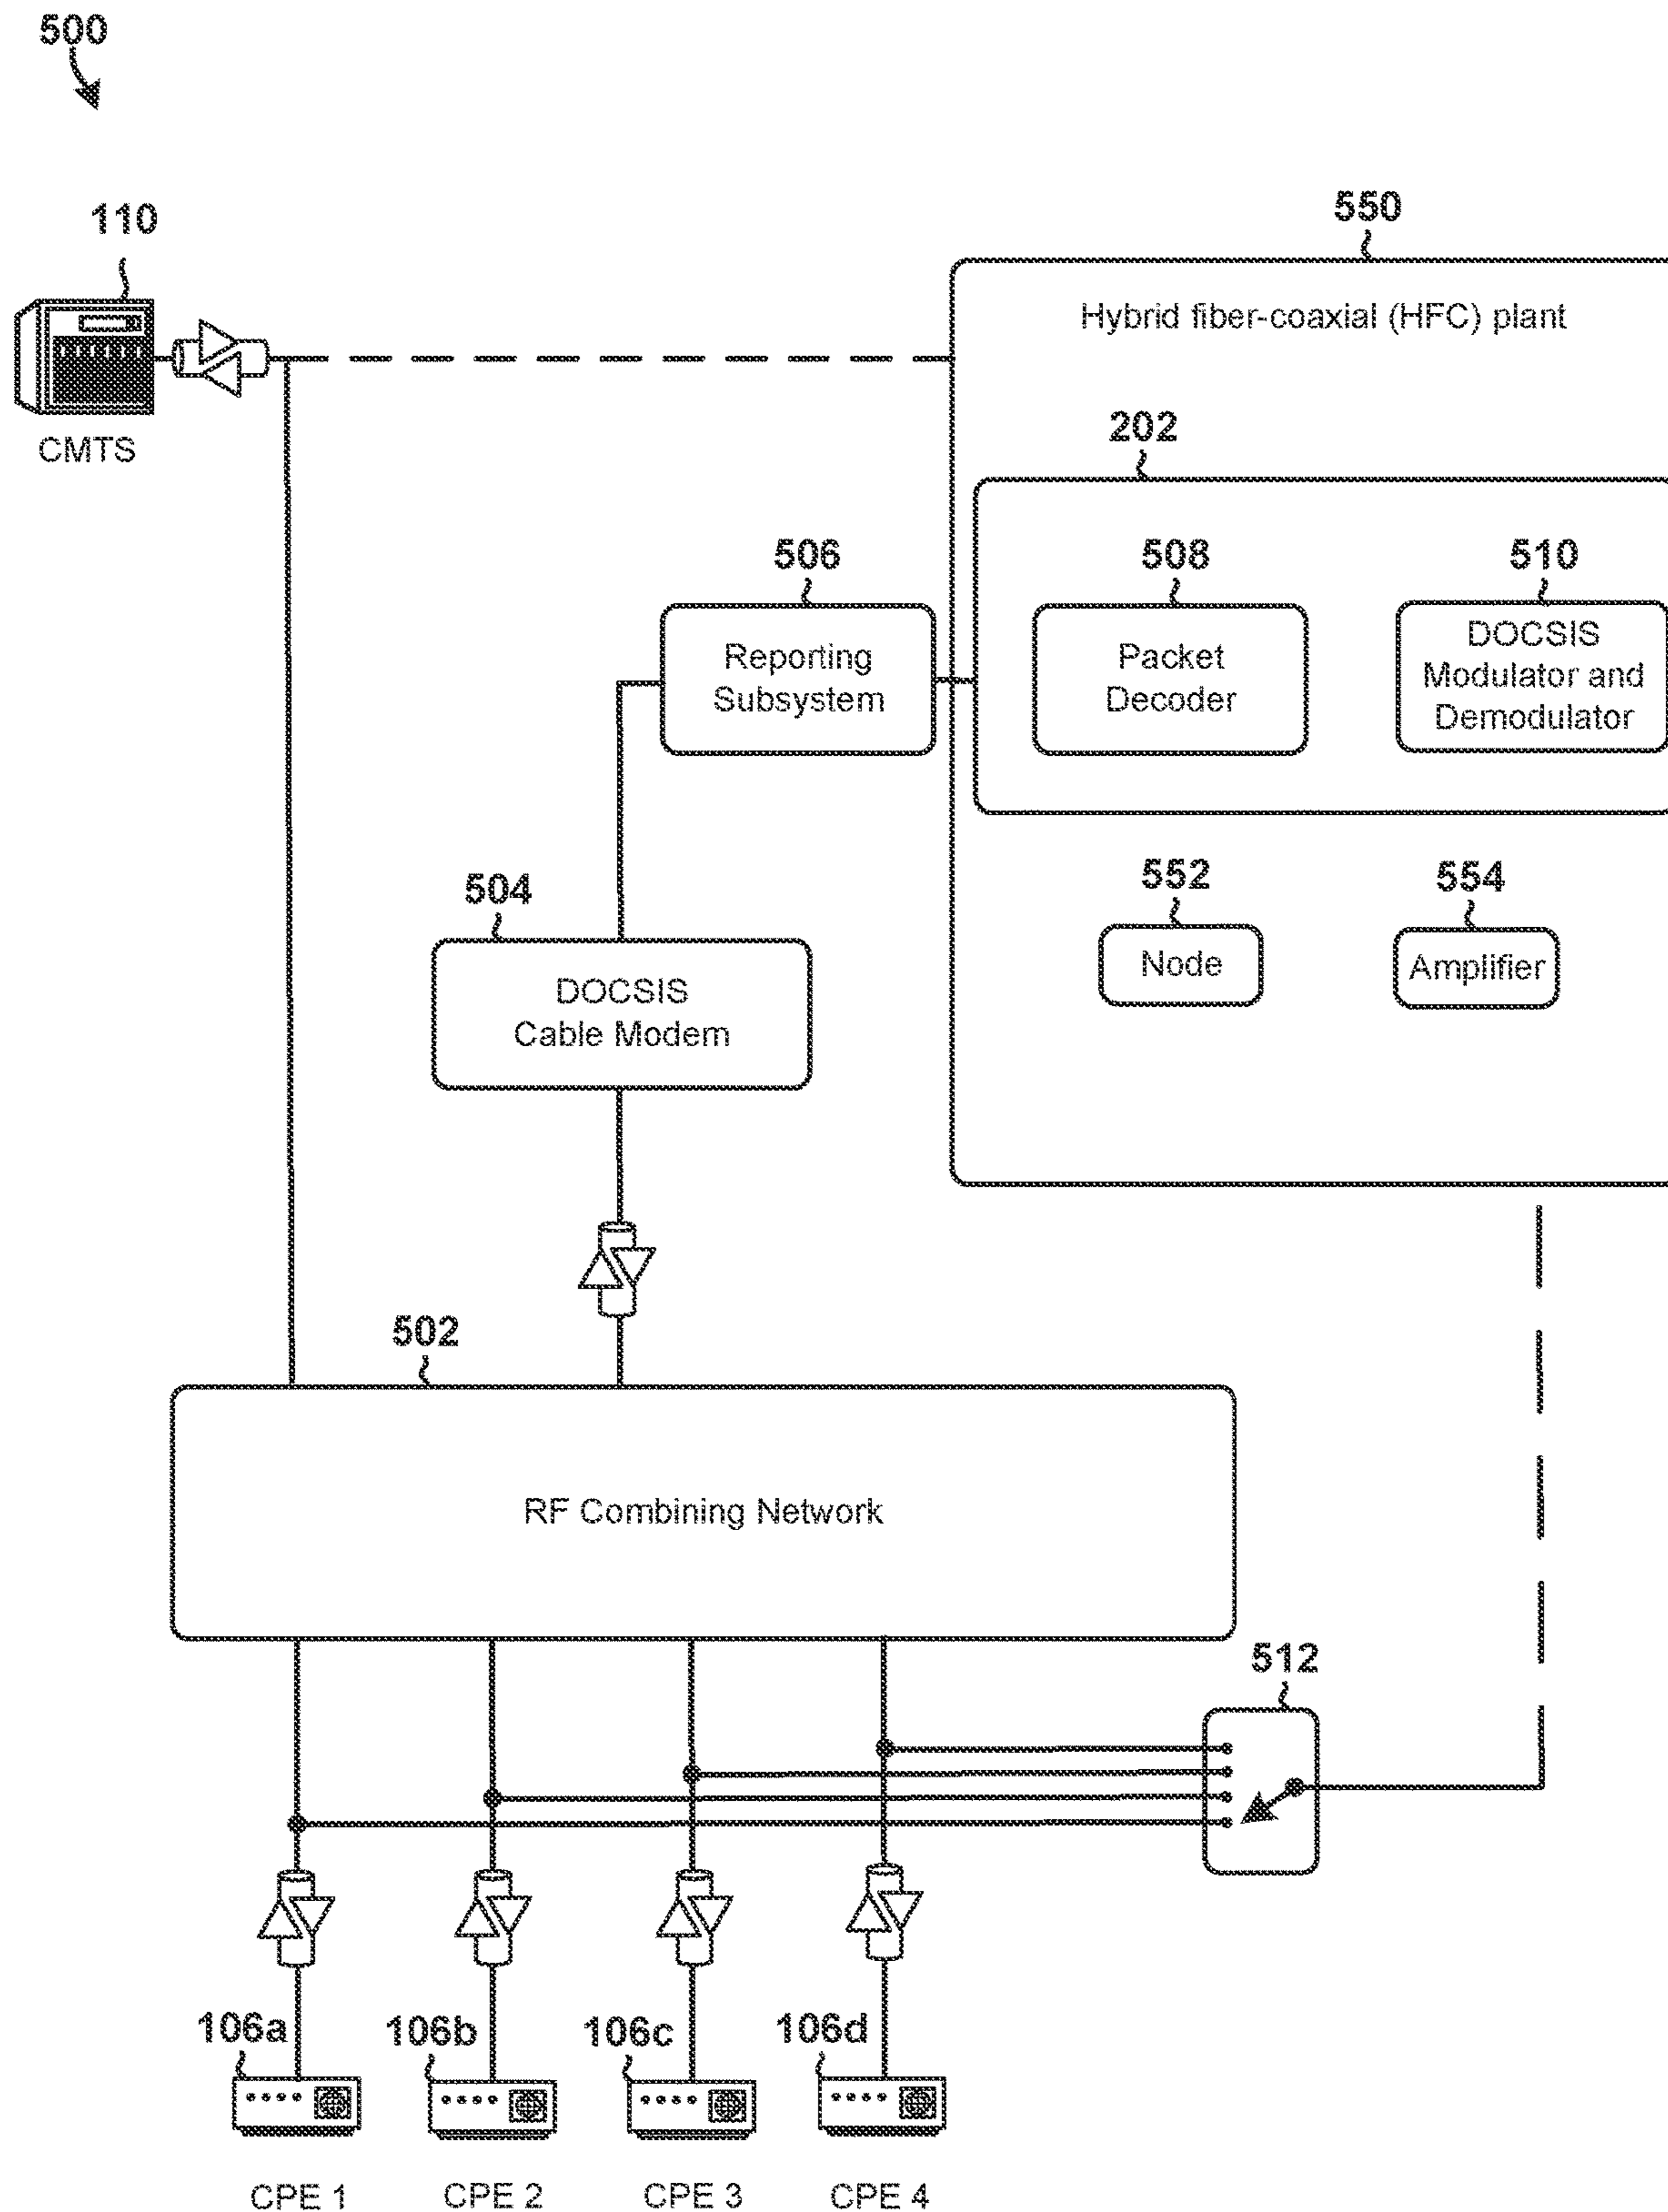 500
110
CMTS
550
Hybrid fiber-coaxial (HFC) plant
202
506
Reporting
Subsystem
508
Packet
Decoder
510
DOCSIS
Modulator and
Demodulator
552
Node
554
Amplifier
504
DOCSIS
Cable Modem
502
RF Combining Network
512
106a
106b
106c
106d
CPE 1
CPE 2
CPE 3
CPE 4